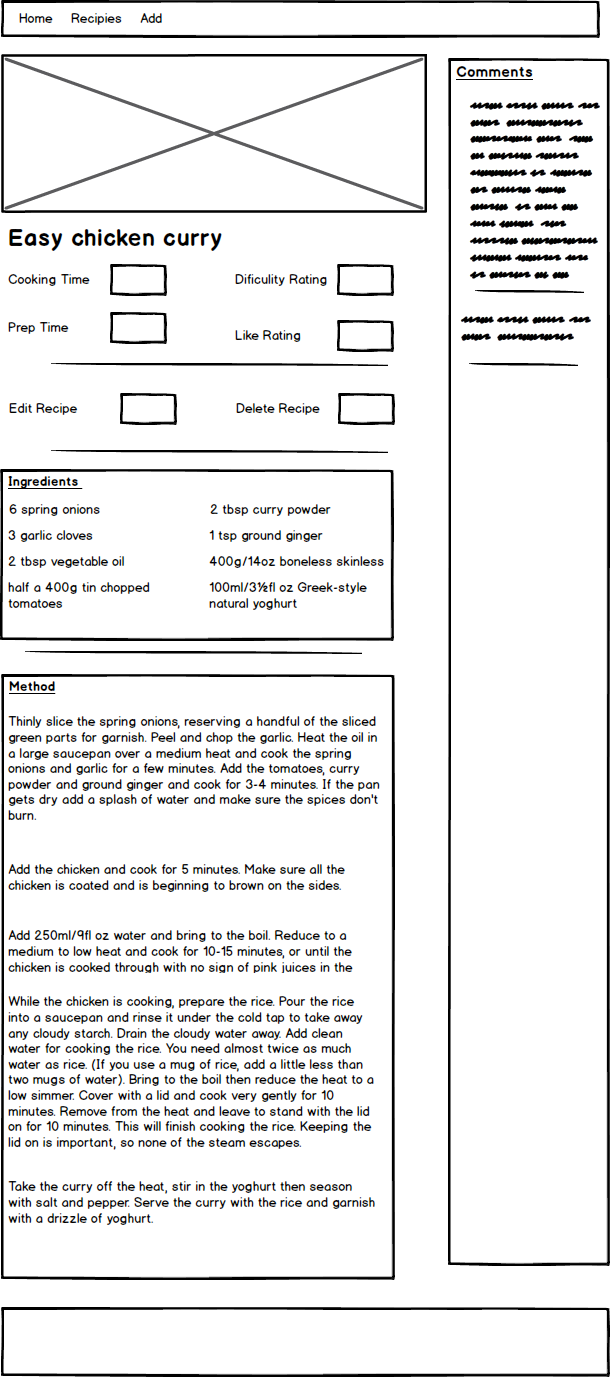 Home Recipies Add
Comments
Easy chicken curry
Cooking Time Dificulity Rating
Prep Time Like Rating
Edit Recipe Delete Recipe
Ingredients
6 spring onions 2 tbsp curry powder
3 garlic cloves 1 tsp ground ginger
2 tbsp vegetable oil 400g/14oz boneless skinless
half a 400g tin chopped 100ml/3½fl oz Greek-style
tomatoes natural yoghurt
Method
Thinly slice the spring onions, reserving a handful of the sliced
green parts for garnish. Peel and chop the garlic. Heat the oil in
a large saucepan over a medium heat and cook the spring
onions and garlic for a few minutes. Add the tomatoes, curry
powder and ground ginger and cook for 3-4 minutes. If the pan
gets dry add a splash of water and make sure the spices don't
burn.
Add the chicken and cook for 5 minutes. Make sure all the
chicken is coated and is beginning to brown on the sides.
Add 250ml/9fl oz water and bring to the boil. Reduce to a
medium to low heat and cook for 10-15 minutes, or until the
chicken is cooked through with no sign of pink juices in the
While the chicken is cooking, prepare the rice. Pour the rice
into a saucepan and rinse it under the cold tap to take away
any cloudy starch. Drain the cloudy water away. Add clean
water for cooking the rice. You need almost twice as much
water as rice. (If you use a mug of rice, add a little less than
two mugs of water). Bring to the boil then reduce the heat to a
low simmer. Cover with a lid and cook very gently for 10
minutes. Remove from the heat and leave to stand with the lid
on for 10 minutes. This will finish cooking the rice. Keeping the
lid on is important, so none of the steam escapes.
Take the curry off the heat, stir in the yoghurt then season
with salt and pepper. Serve the curry with the rice and garnish
with a drizzle of yoghurt.